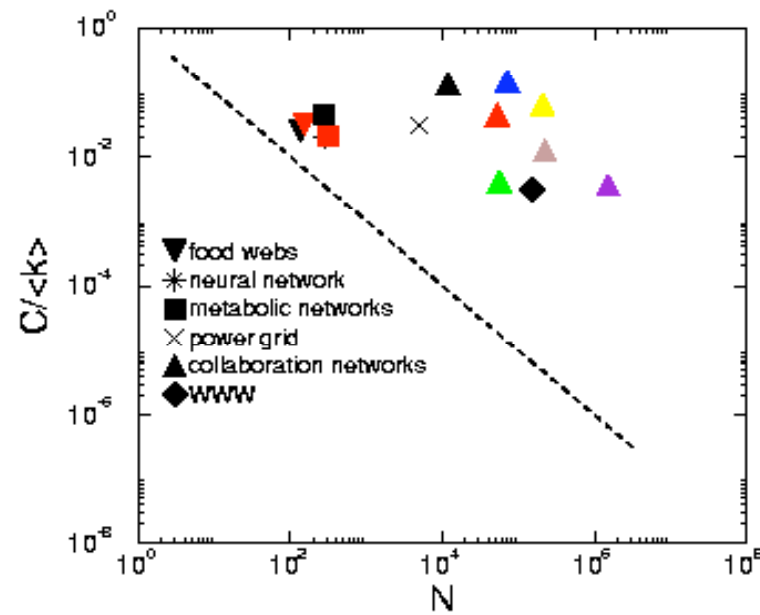 10^0
10^-2
10^-4
10^-6
10^-8
C/<k>
food webs
neural network
metabolic networks
power grid
collaboration networks
WWW
10^0 10^2 10^4 10^6 10^8
N